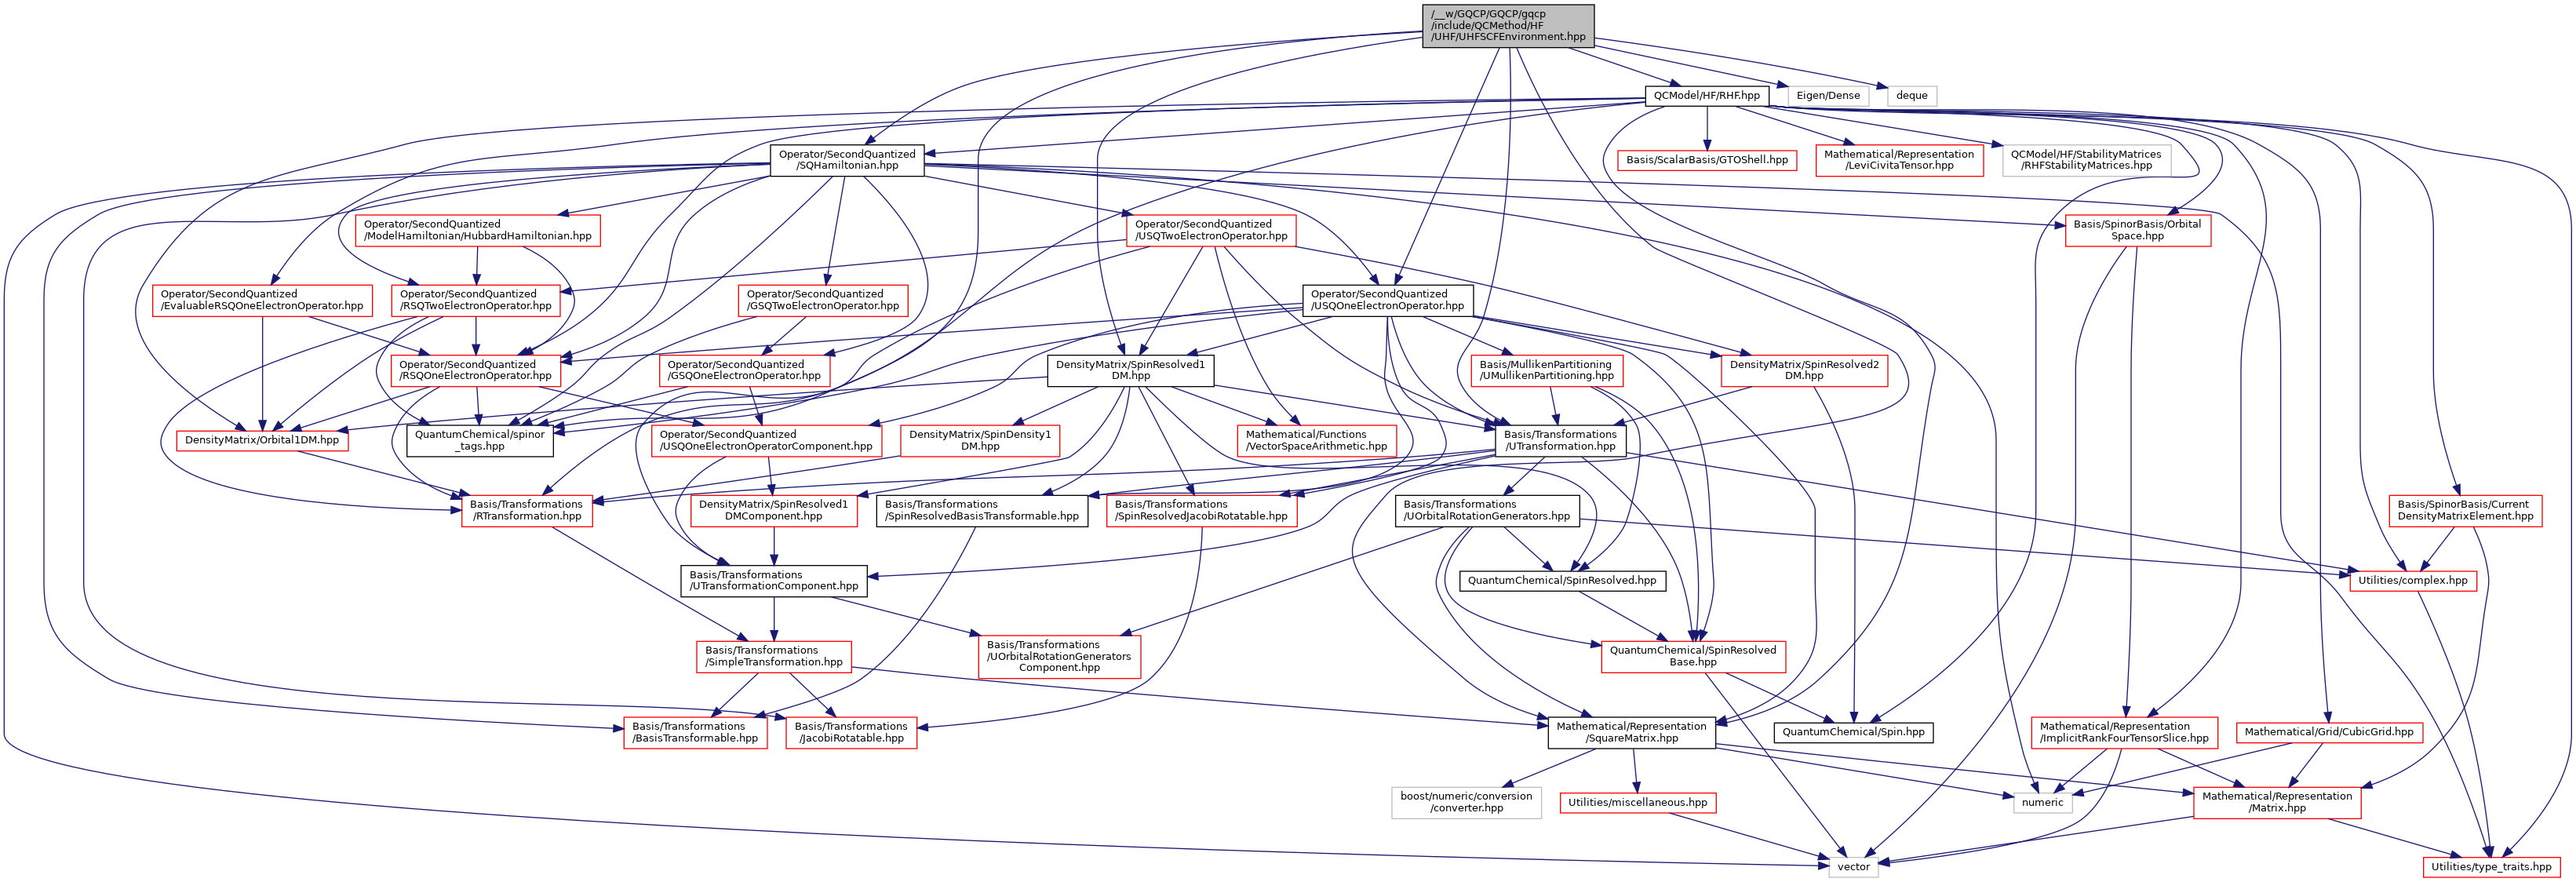 /__w/GQCP/GQCP/gqcp
/include/QCMethod/HF
/UHF/UHFSCFEnvironment.hpp
QCModel/HF/RHF.hpp
Eigen/Dense
deque
Operator/SecondQuantized
/SQHamiltonian.hpp
Basis/ScalarBasis/GTOShell.hpp
Mathematical/Representation
/LeviCivitaTensor.hpp
QCModel/HF/StabilityMatrices
/RHFStabilityMatrices.hpp
Operator/SecondQuantized
/ModelHamiltonian/HubbardHamiltonian.hpp
Operator/SecondQuantized
/USQTwoElectronOperator.hpp
Basis/SpinorBasis/Orbital
Space.hpp
Operator/SecondQuantized
/EvaluableRSQOneElectronOperator.hpp
Operator/SecondQuantized
/RSQTwoElectronOperator.hpp
Operator/SecondQuantized
/GSQTwoElectronOperator.hpp
Operator/SecondQuantized
/USQOneElectronOperator.hpp
Operator/SecondQuantized
/RSQOneElectronOperator.hpp
Operator/SecondQuantized
/GSQOneElectronOperator.hpp
DensityMatrix/SpinResolved1
DM.hpp
Basis/MullikenPartitioning
/UMullikenPartitioning.hpp
DensityMatrix/SpinResolved2
DM.hpp
DensityMatrix/Orbital1DM.hpp
QuantumChemical/spinor
_tags.hpp
Operator/SecondQuantized
/USQOneElectronOperatorComponent.hpp
DensityMatrix/SpinDensity1
DM.hpp
Mathematical/Functions
/VectorSpaceArithmetic.hpp
Basis/Transformations
/UTransformation.hpp
Basis/Transformations
/RTransformation.hpp
DensityMatrix/SpinResolved1
DMComponent.hpp
Basis/Transformations
/SpinResolvedBasisTransformable.hpp
Basis/Transformations
/SpinResolvedJacobiRotatable.hpp
Basis/Transformations
/UOrbitalRotationGenerators.hpp
Basis/SpinorBasis/Current
DensityMatrixElement.hpp
Basis/Transformations
/UTransformationComponent.hpp
QuantumChemical/SpinResolved.hpp
Utilities/complex.hpp
Basis/Transformations
/SimpleTransformation.hpp
Basis/Transformations
/UOrbitalRotationGenerators
Component.hpp
QuantumChemical/SpinResolved
Base.hpp
Basis/Transformations
/BasisTransformable.hpp
Basis/Transformations
/JacobiRotatable.hpp
Mathematical/Representation
/SquareMatrix.hpp
QuantumChemical/Spin.hpp
Mathematical/Representation
/ImplicitRankFourTensorSlice.hpp
Mathematical/Grid/CubicGrid.hpp
boost/numeric/conversion
/converter.hpp
Utilities/miscellaneous.hpp
numeric
Mathematical/Representation
/Matrix.hpp
vector
Utilities/type_traits.hpp